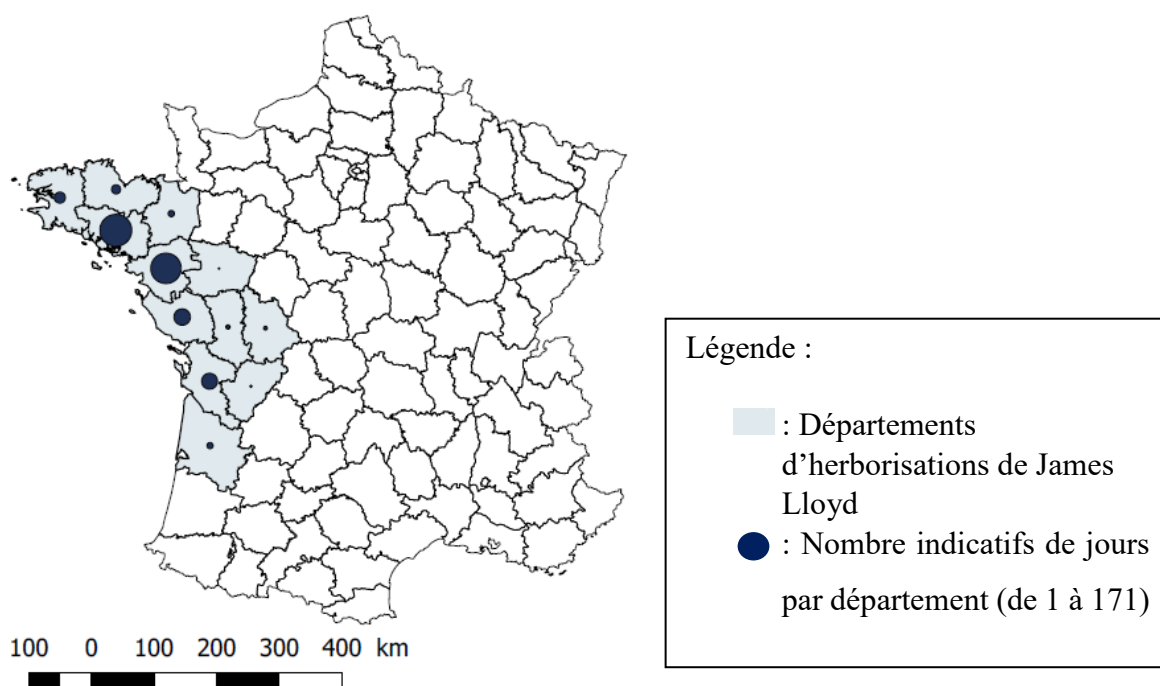 100 0 100 200 300 400 km
Légende :
: Départements
d’herborisations de James
Lloyd
: Nombre indicatifs de jours
par département (de 1 à 171)